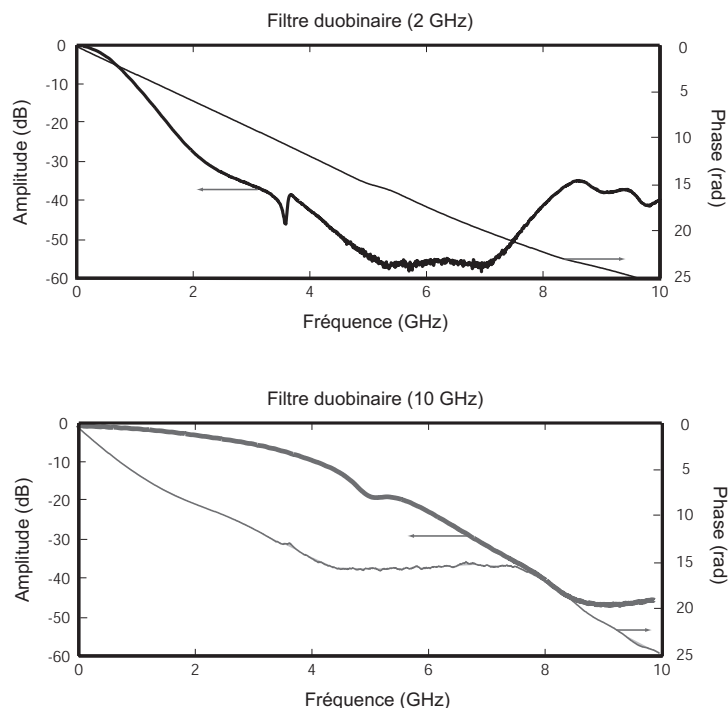 Filtre duobinaire (2 GHz)
0
-10
-20
-30
-40
-50
-60
Amplitude (dB)
0
5
10
15
20
25
Phase (rad)
0 2 4 6 8 10
Fréquence (GHz)
Filtre duobinaire (10 GHz)
0
-10
-20
-30
-40
-50
-60
Amplitude (dB)
0
5
10
15
20
25
Phase (rad)
0 2 4 6 8 10
Fréquence (GHz)